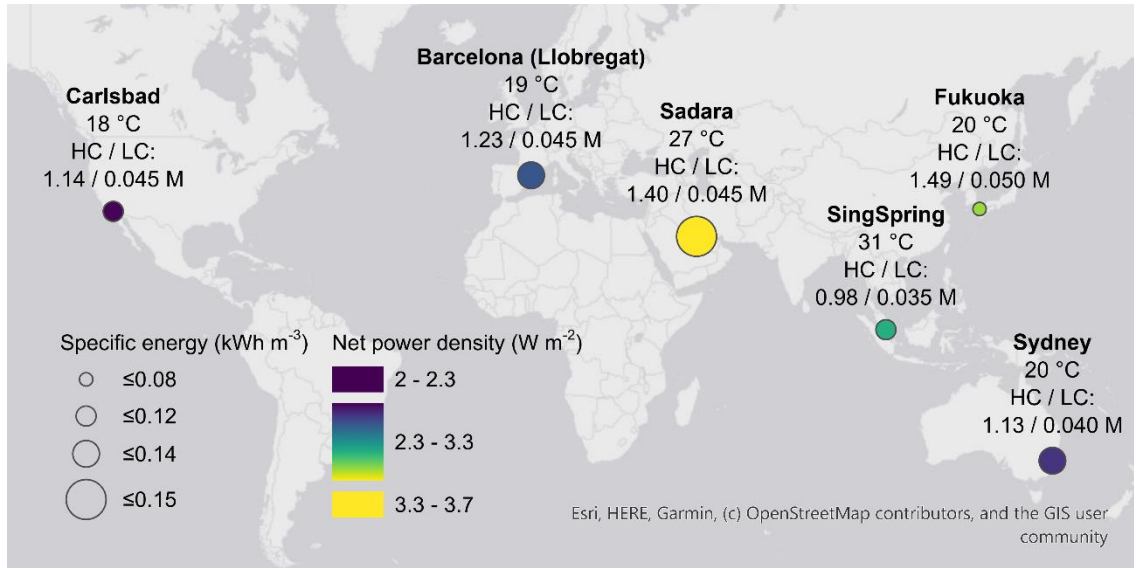 Carlsbad
18 °C
HC / LC:
1.14 / 0.045 M
Barcelona (Llobregat)
19 °C
HC / LC:
1.23 / 0.045 M
Sadara
27 °C
HC / LC:
1.40 / 0.045 M
Fukuoka
20 °C
HC / LC:
1.49 / 0.050 M
SingSpring
31 °C
HC / LC:
0.98 / 0.035 M
Sydney
20 °C
HC / LC:
1.13 / 0.040 M
Specific energy (kWh m⁻³)
≤0.08
≤0.12
≤0.14
≤0.15
Net power density (W m⁻²)
2 - 2.3
2.3 - 3.3
3.3 - 3.7
Esri, HERE, Garmin, (c) OpenStreetMap contributors, and the GIS user
community